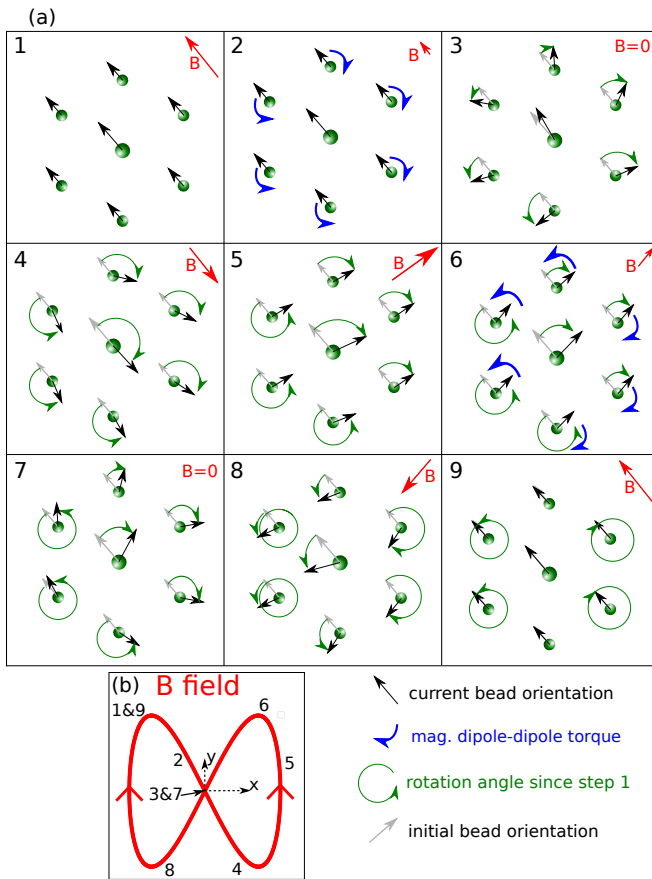 (a)
1
B
2
B
3
B=0
4
B
5
B
6
B
7
B=0
8
B
9
B
(b)
B field
1&9
6
2
y
5
3&7
x
8
4
current bead orientation
mag. dipole-dipole torque
rotation angle since step 1
initial bead orientation